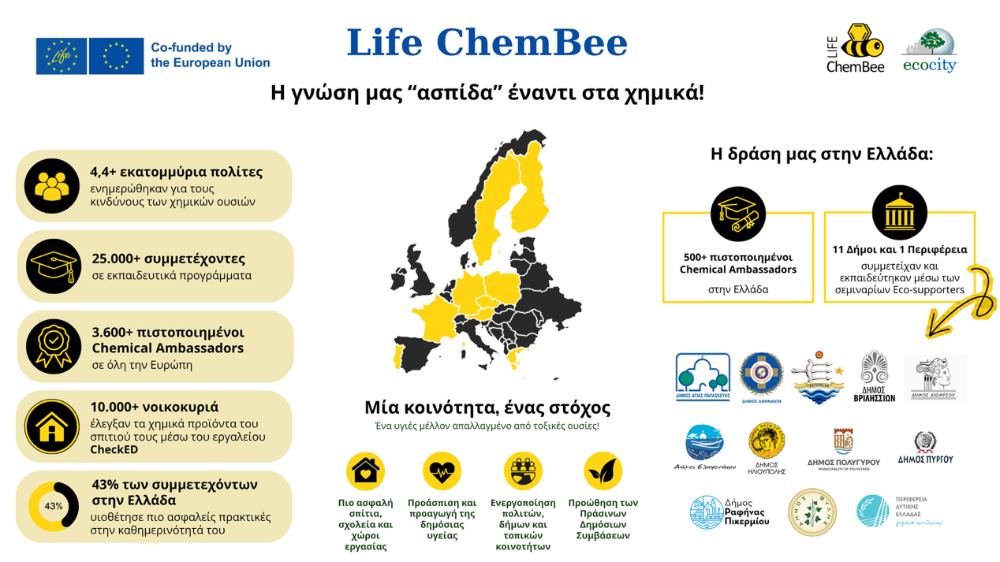 Life
Co-funded by
the European Union
Life ChemBee
LIFE
ChemBee
ecocity
Η γνώση μας “ασπίδα” έναντι στα χημικά!
4,4+ εκατομμύρια πολίτες
ενημερώθηκαν για τους
κινδύνους των χημικών ουσιών
25.000+ συμμετέχοντες
σε εκπαιδευτικά προγράμματα
3.600+ πιστοποιημένοι
Chemical Ambassadors
σε όλη την Ευρώπη
10.000+ νοικοκυριά
έλεγξαν τα χημικά προϊόντα του
σπιτιού τους μέσω του εργαλείου
CheckED
43%
43% των συμμετεχόντων
στην Ελλάδα
υιοθέτησε πιο ασφαλείς πρακτικές
στην καθημερινότητά του
Μία κοινότητα, ένας στόχος
Ένα υγιές μέλλον απαλλαγμένο από τοξικές ουσίες!
Πιο ασφαλή
σπίτια,
σχολεία και
χώροι
εργασίας
Προάσπιση και
προαγωγή της
δημόσιας
υγείας
Ενεργοποίηση
πολιτών,
δήμων και
τοπικών
κοινοτήτων
Προώθηση των
Πράσινων
Δημόσιων
Συμβάσεων
Η δράση μας στην Ελλάδα:
500+ πιστοποιημένοι
Chemical Ambassadors
στην Ελλάδα
11 Δήμοι και 1 Περιφέρεια
συμμετείχαν και
εκπαιδεύτηκαν μέσω των
σεμιναρίων Eco-supporters
ΔΗΜΟΣ ΑΓΙΑΣ ΠΑΡΑΣΚΕΥΗΣ
ΔΗΜΟΣ ΑΘΗΝΑΙΩΝ
ΔΗΜΟΣ
ΒΡΙΛΗΣΣΙΩΝ
ΔΗΜΟΣ ΔΙΟΝΥΣΟΥ
Δήμος Ελαφονήσου
ΔΗΜΟΣ
ΗΛΙΟΥΠΟΛΗΣ
ΔΗΜΟΣ ΠΟΛΥΓΥΡΟΥ
MUNICIPALITY OF POLYGYROS
ΔΗΜΟΣ ΠΥΡΓΟΥ
Δήμος
Ραφήνας
Πικερμίου
ΔΗΜΟΣ ΦΥΛΗΣ
ΠΕΡΙΦΕΡΕΙΑ
ΔΥΤΙΚΗΣ
ΕΛΛΑΔΑΣ
γεμάτη αντιθέσεις!